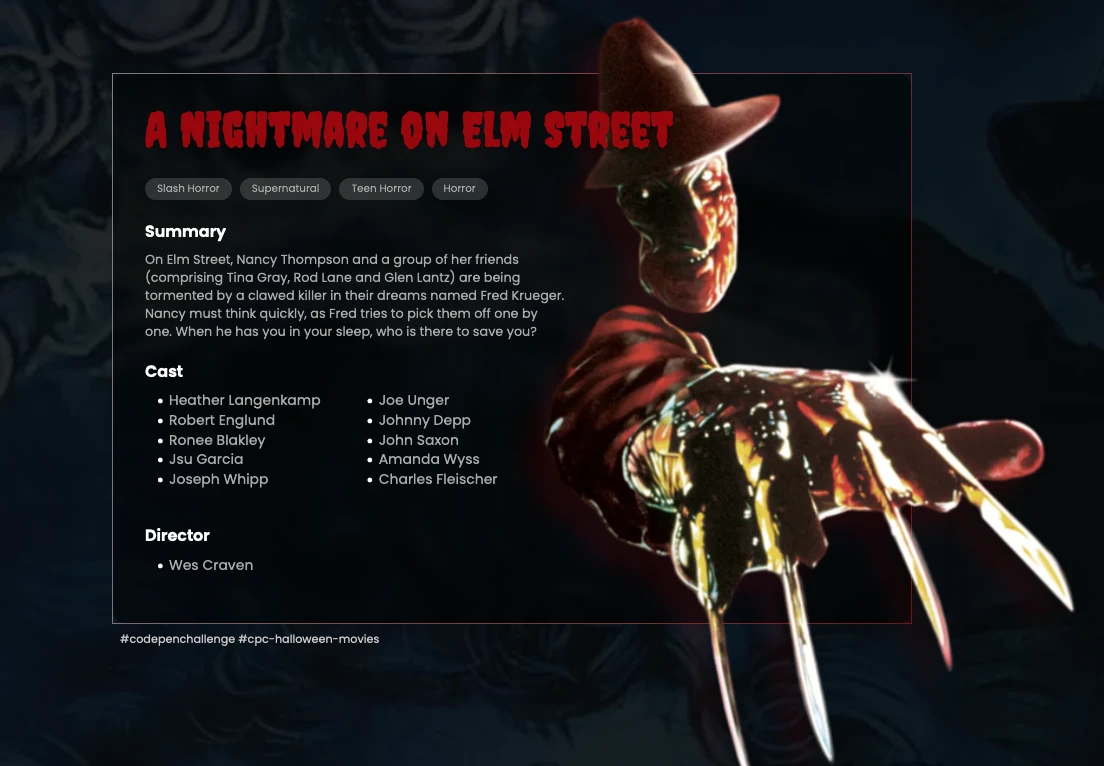 A NIGHTMARE ON ELM STREET
Slash Horror
Supernatural
Teen Horror
Horror
Summary
On Elm Street, Nancy Thompson and a group of her friends
(comprising Tina Gray, Rod Lane and Glen Lantz) are being
tormented by a clawed killer in their dreams named Fred Krueger.
Nancy must think quickly, as Fred tries to pick them off one by
one. When he has you in your sleep, who is there to save you?
Cast
Heather Langenkamp
Robert Englund
Ronee Blakley
Jsu Garcia
Joseph Whipp
Joe Unger
Johnny Depp
John Saxon
Amanda Wyss
Charles Fleischer
Director
Wes Craven
#codepenchallenge #cpc-halloween-movies